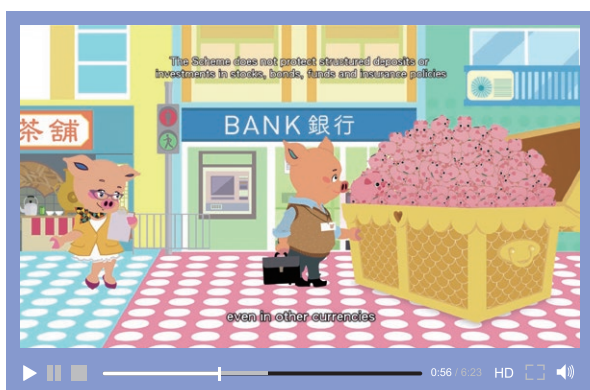 The Scheme does not protect structured deposits or
investments in stocks, bonds, funds and insurance policies
茶舖
BANK 銀行
even in other currencies
0:56 / 6:23 HD